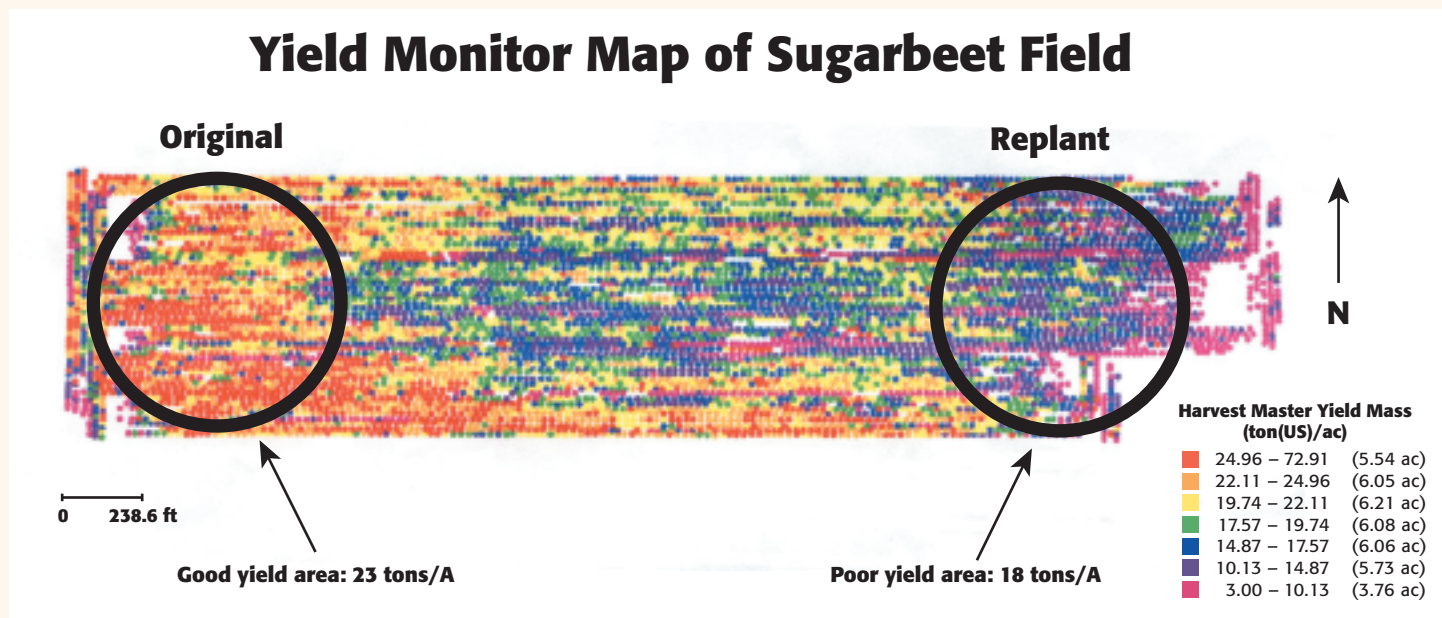 Yield Monitor Map of Sugarbeet Field
Original
Replant
N
Harvest Master Yield Mass
(ton(US)/ac)
24.96 – 72.91 (5.54 ac)
22.11 – 24.96 (6.05 ac)
19.74 – 22.11 (6.21 ac)
17.57 – 19.74 (6.08 ac)
14.87 – 17.57 (6.06 ac)
10.13 – 14.87 (5.73 ac)
3.00 – 10.13 (3.76 ac)
0 238.6 ft
Good yield area: 23 tons/A
Poor yield area: 18 tons/A